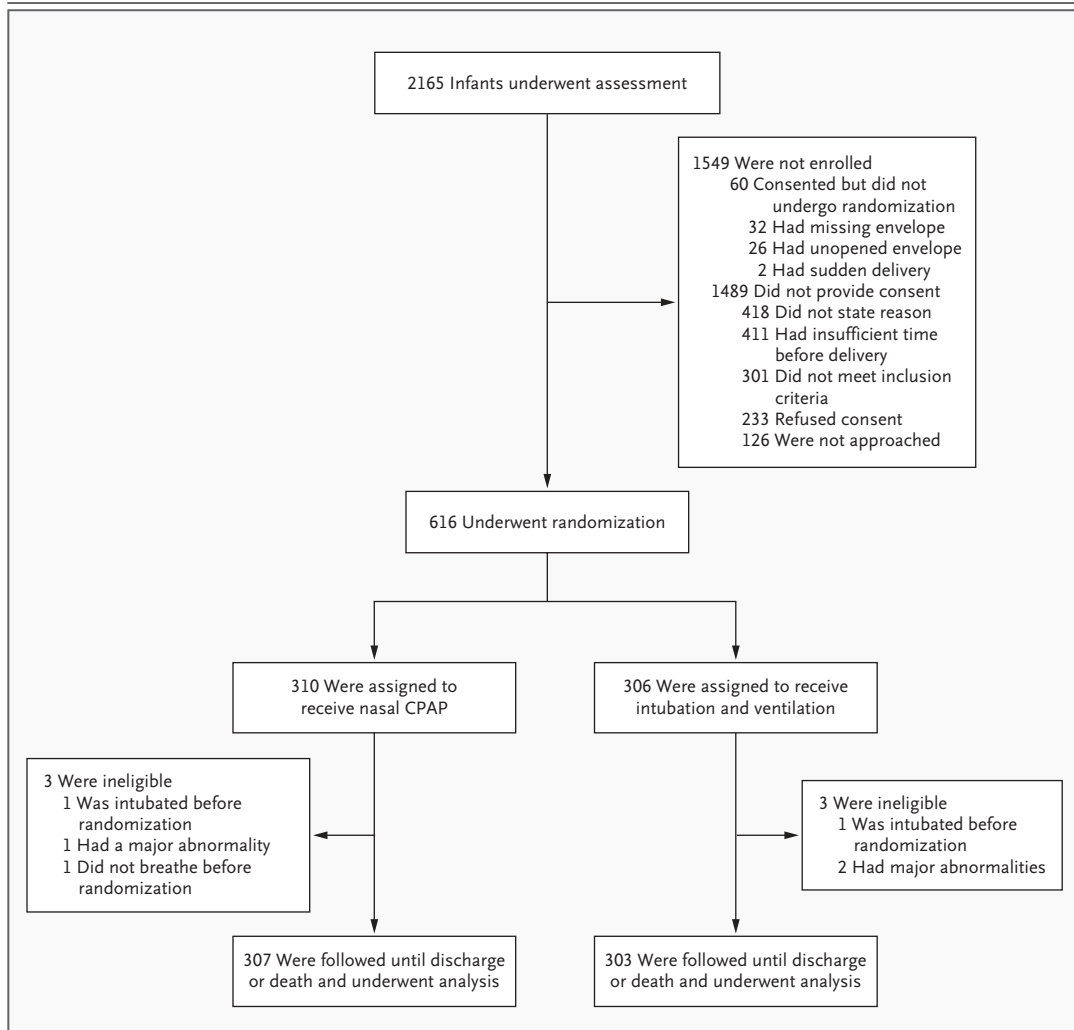 2165 Infants underwent assessment
1549 Were not enrolled
60 Consented but did not
undergo randomization
32 Had missing envelope
26 Had unopened envelope
2 Had sudden delivery
1489 Did not provide consent
418 Did not state reason
411 Had insufficient time
before delivery
301 Did not meet inclusion
criteria
233 Refused consent
126 Were not approached
616 Underwent randomization
310 Were assigned to
receive nasal CPAP
306 Were assigned to receive
intubation and ventilation
3 Were ineligible
1 Was intubated before
randomization
1 Had a major abnormality
1 Did not breathe before
randomization
3 Were ineligible
1 Was intubated before
randomization
2 Had major abnormalities
307 Were followed until discharge
or death and underwent analysis
303 Were followed until discharge
or death and underwent analysis